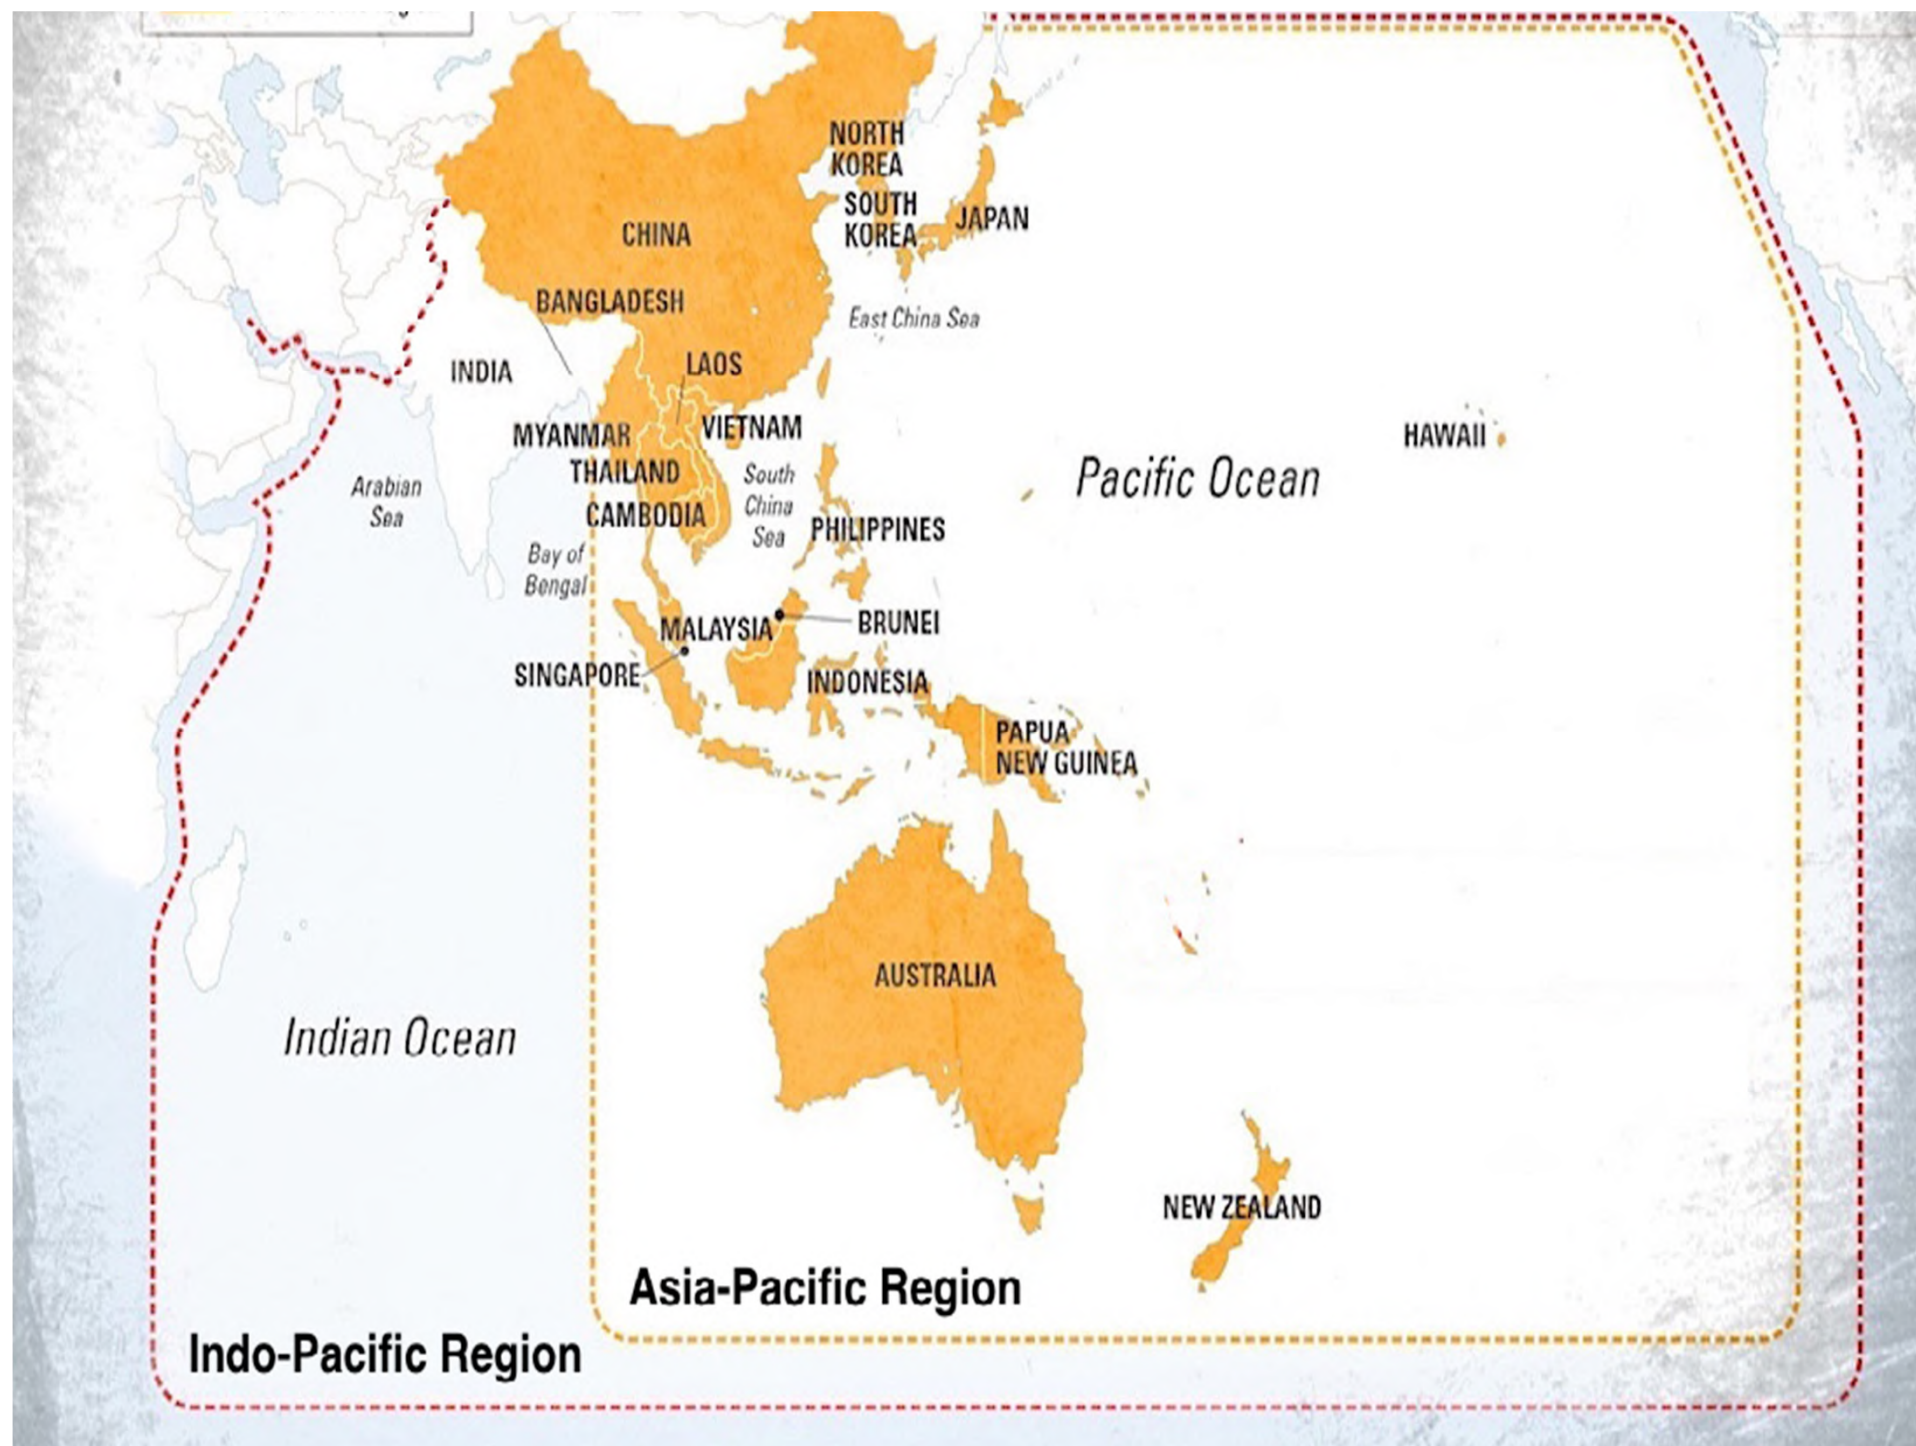 NORTH
KOREA
SOUTH
KOREA
JAPAN
CHINA
BANGLADESH
East China Sea
INDIA
LAOS
MYANMAR
VIETNAM
THAILAND
CAMBODIA
South
China
Sea
HAWAII
Pacific Ocean
Arabian
Sea
PHILIPPINES
Bay of
Bengal
MALAYSIA
BRUNEI
SINGAPORE
INDONESIA
PAPUA
NEW GUINEA
AUSTRALIA
Indian Ocean
NEW ZEALAND
Asia-Pacific Region
Indo-Pacific Region